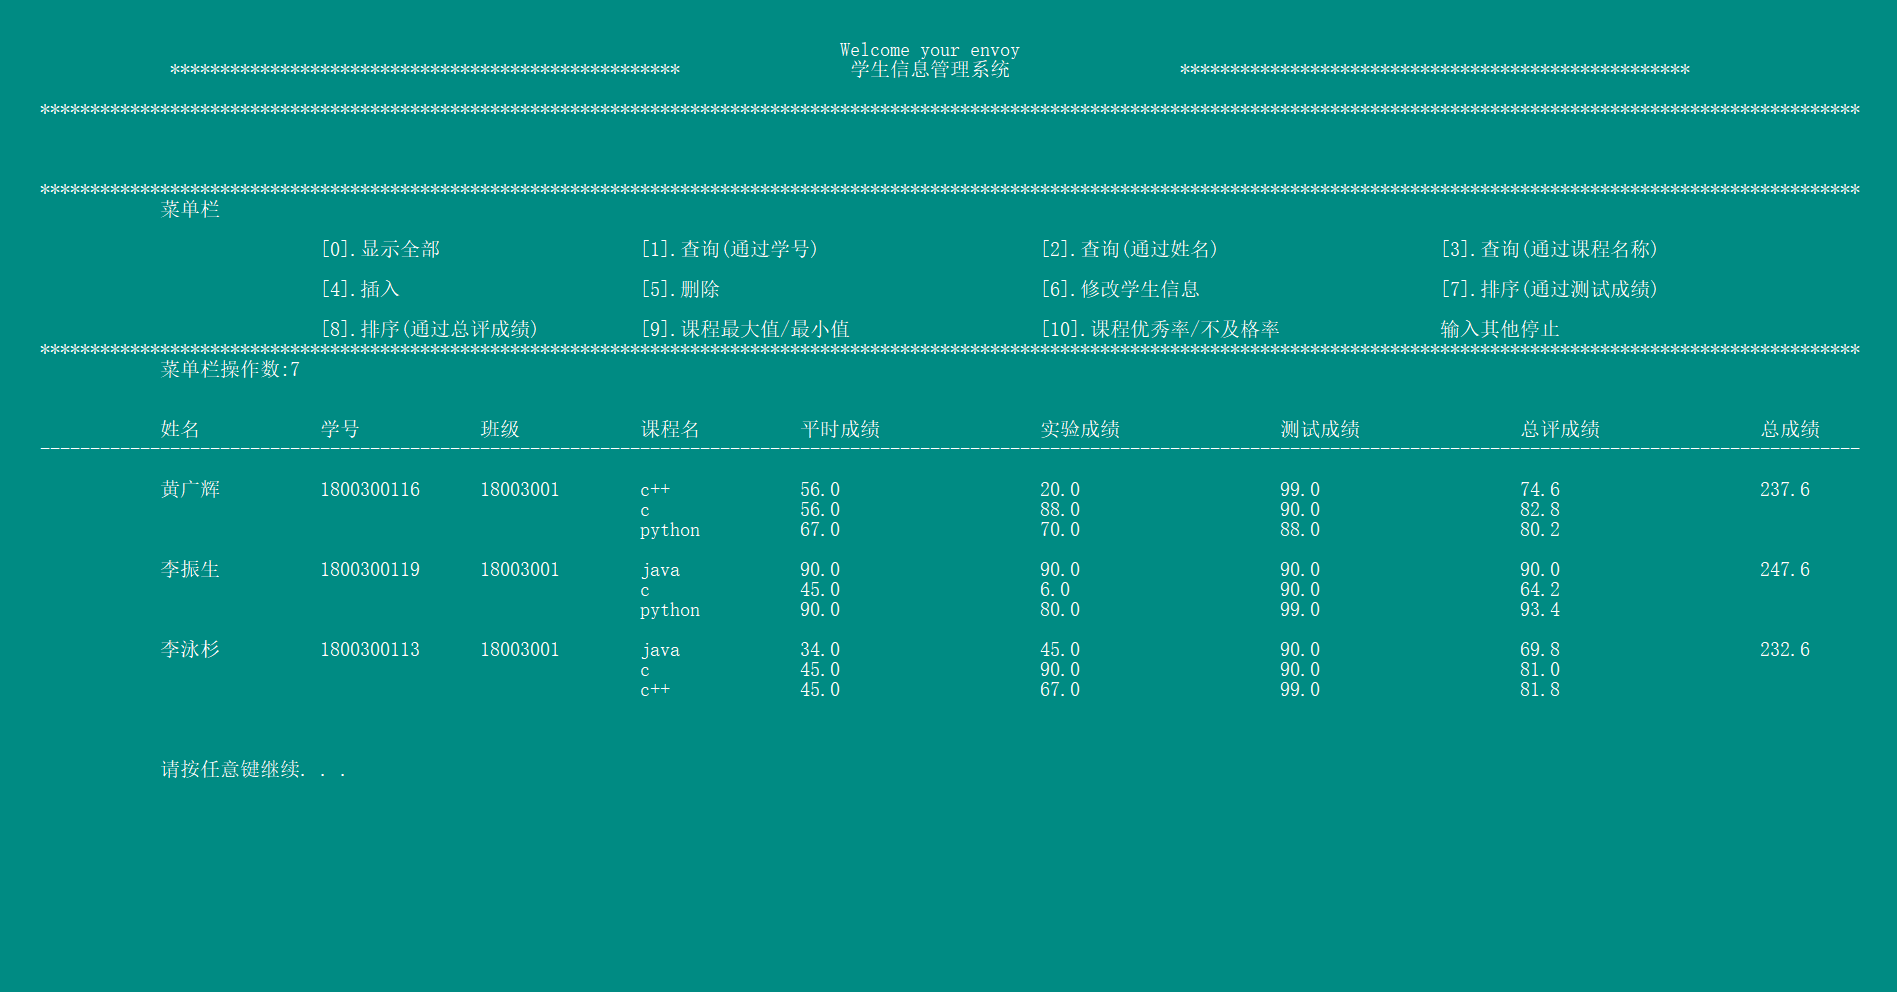 Welcome your envoy
*************************************************** 学生信息管理系统 ***************************************************
**************************************************************************************************************************************************************************************
**************************************************************************************************************************************************************************************
菜单栏
[0].显示全部 [1].查询(通过学号) [2].查询(通过姓名) [3].查询(通过课程名称)
[4].插入 [5].删除 [6].修改学生信息 [7].排序(通过测试成绩)
[8].排序(通过总评成绩) [9].课程最大值/最小值 [10].课程优秀率/不及格率 输入其他停止
**************************************************************************************************************************************************************************************
菜单栏操作数:7
姓名 学号 班级 课程名 平时成绩 实验成绩 测试成绩 总评成绩 总成绩
--------------------------------------------------------------------------------------------------------------------------------------------------------------------------------------
黄广辉 1800300116 18003001 c++ 56.0 20.0 99.0 74.6 237.6
c 56.0 88.0 90.0 82.8
python 67.0 70.0 88.0 80.2
李振生 1800300119 18003001 java 90.0 90.0 90.0 90.0 247.6
c 45.0 6.0 90.0 64.2
python 90.0 80.0 99.0 93.4
李泳杉 1800300113 18003001 java 34.0 45.0 90.0 69.8 232.6
c 45.0 90.0 90.0 81.0
c++ 45.0 67.0 99.0 81.8
请按任意键继续. . .